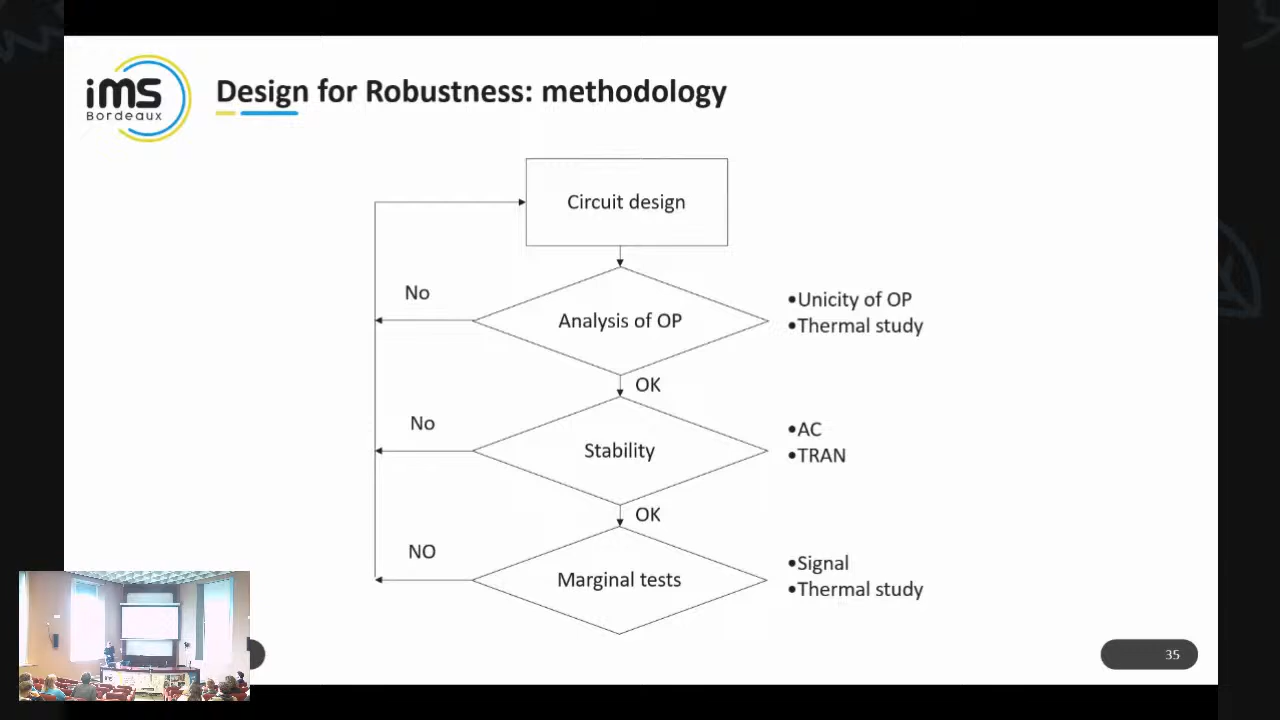 ims
Bordeaux
Design for Robustness: methodology
Circuit design
No
Analysis of OP
•Unicity of OP
•Thermal study
OK
No
Stability
•AC
•TRAN
OK
NO
Marginal tests
•Signal
•Thermal study
35